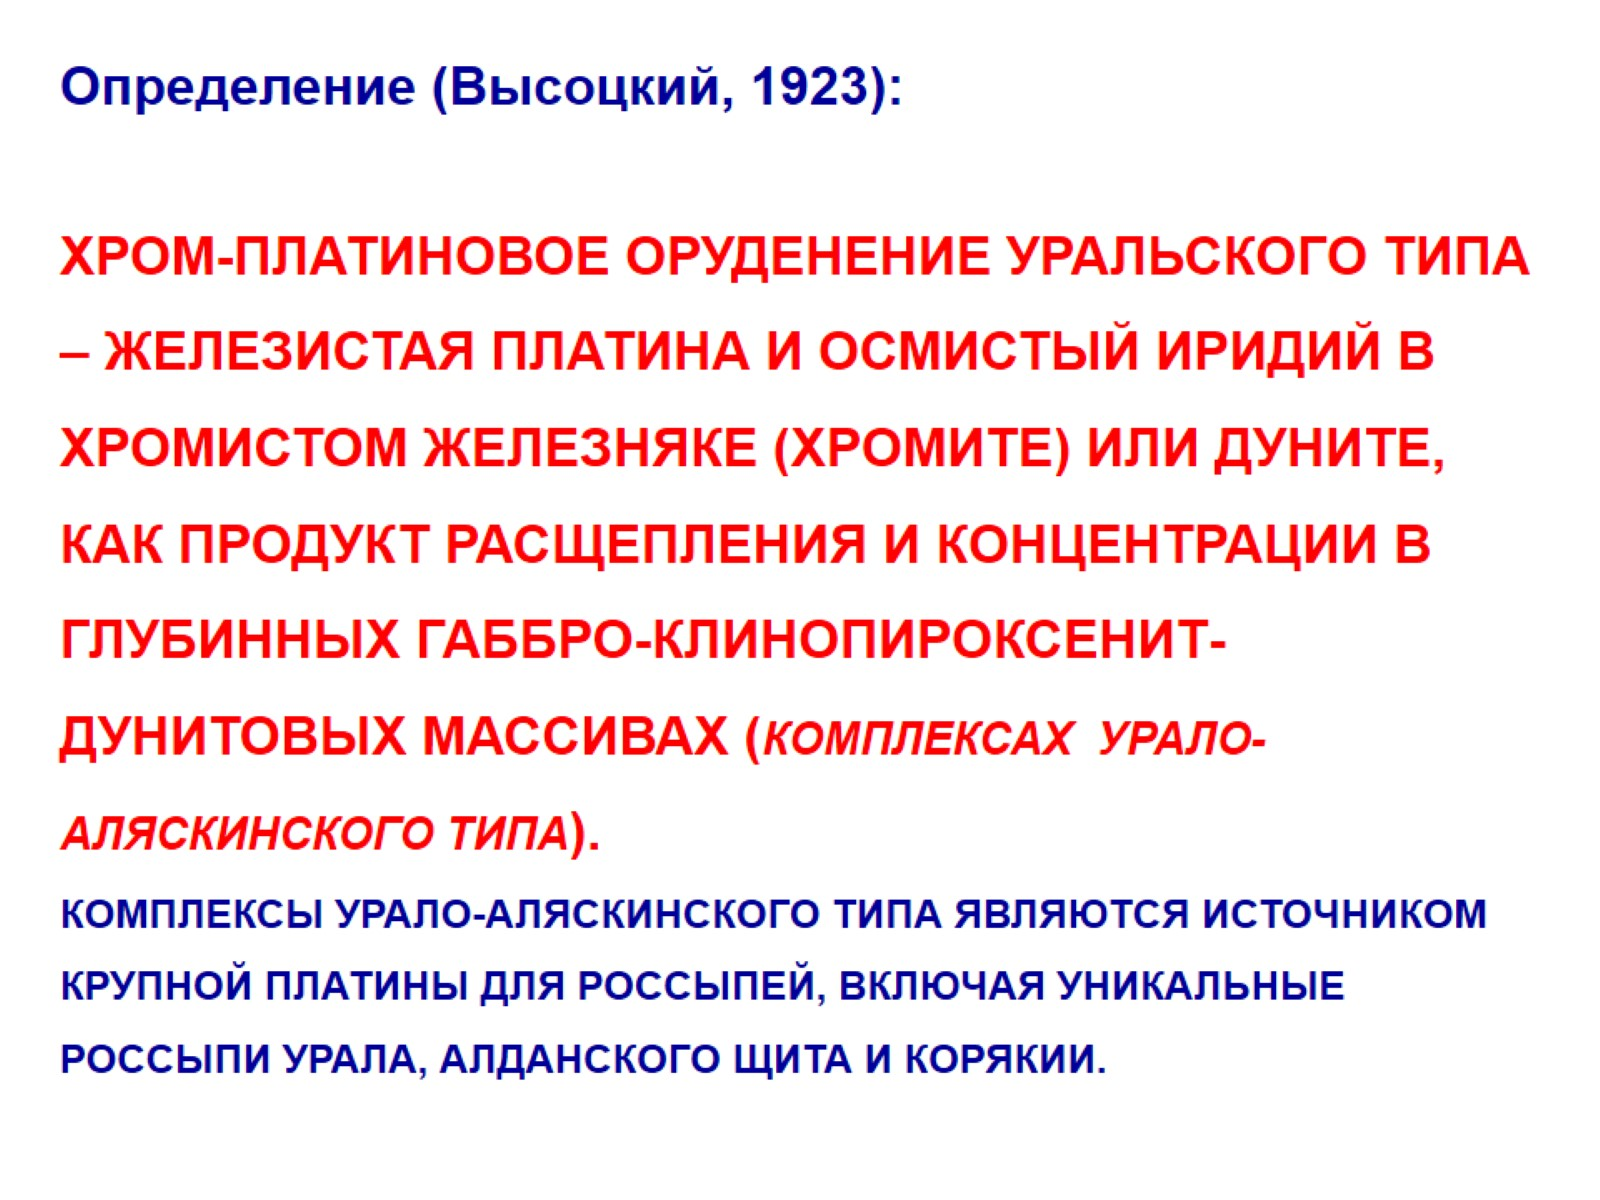 Определение (Высоцкий, 1923):
ХРОМ-ПЛАТИНОВОЕ ОРУДЕНЕНИЕ УРАЛЬСКОГО ТИПА
– ЖЕЛЕЗИСТАЯ ПЛАТИНА И ОСМИСТЫЙ ИРИДИЙ В
ХРОМИСТОМ ЖЕЛЕЗНЯКЕ (ХРОМИТЕ) ИЛИ ДУНИТЕ,
КАК ПРОДУКТ РАСЩЕПЛЕНИЯ И КОНЦЕНТРАЦИИ В
ГЛУБИННЫХ ГАББРО-КЛИНОПИРОКСЕНИТ-
ДУНИТОВЫХ МАССИВАХ (КОМПЛЕКСАХ УРАЛО-
АЛЯСКИНСКОГО ТИПА).
КОМПЛЕКСЫ УРАЛО-АЛЯСКИНСКОГО ТИПА ЯВЛЯЮТСЯ ИСТОЧНИКОМ
КРУПНОЙ ПЛАТИНЫ ДЛЯ РОССЫПЕЙ, ВКЛЮЧАЯ УНИКАЛЬНЫЕ
РОССЫПИ УРАЛА, АЛДАНСКОГО ЩИТА И КОРЯКИИ.